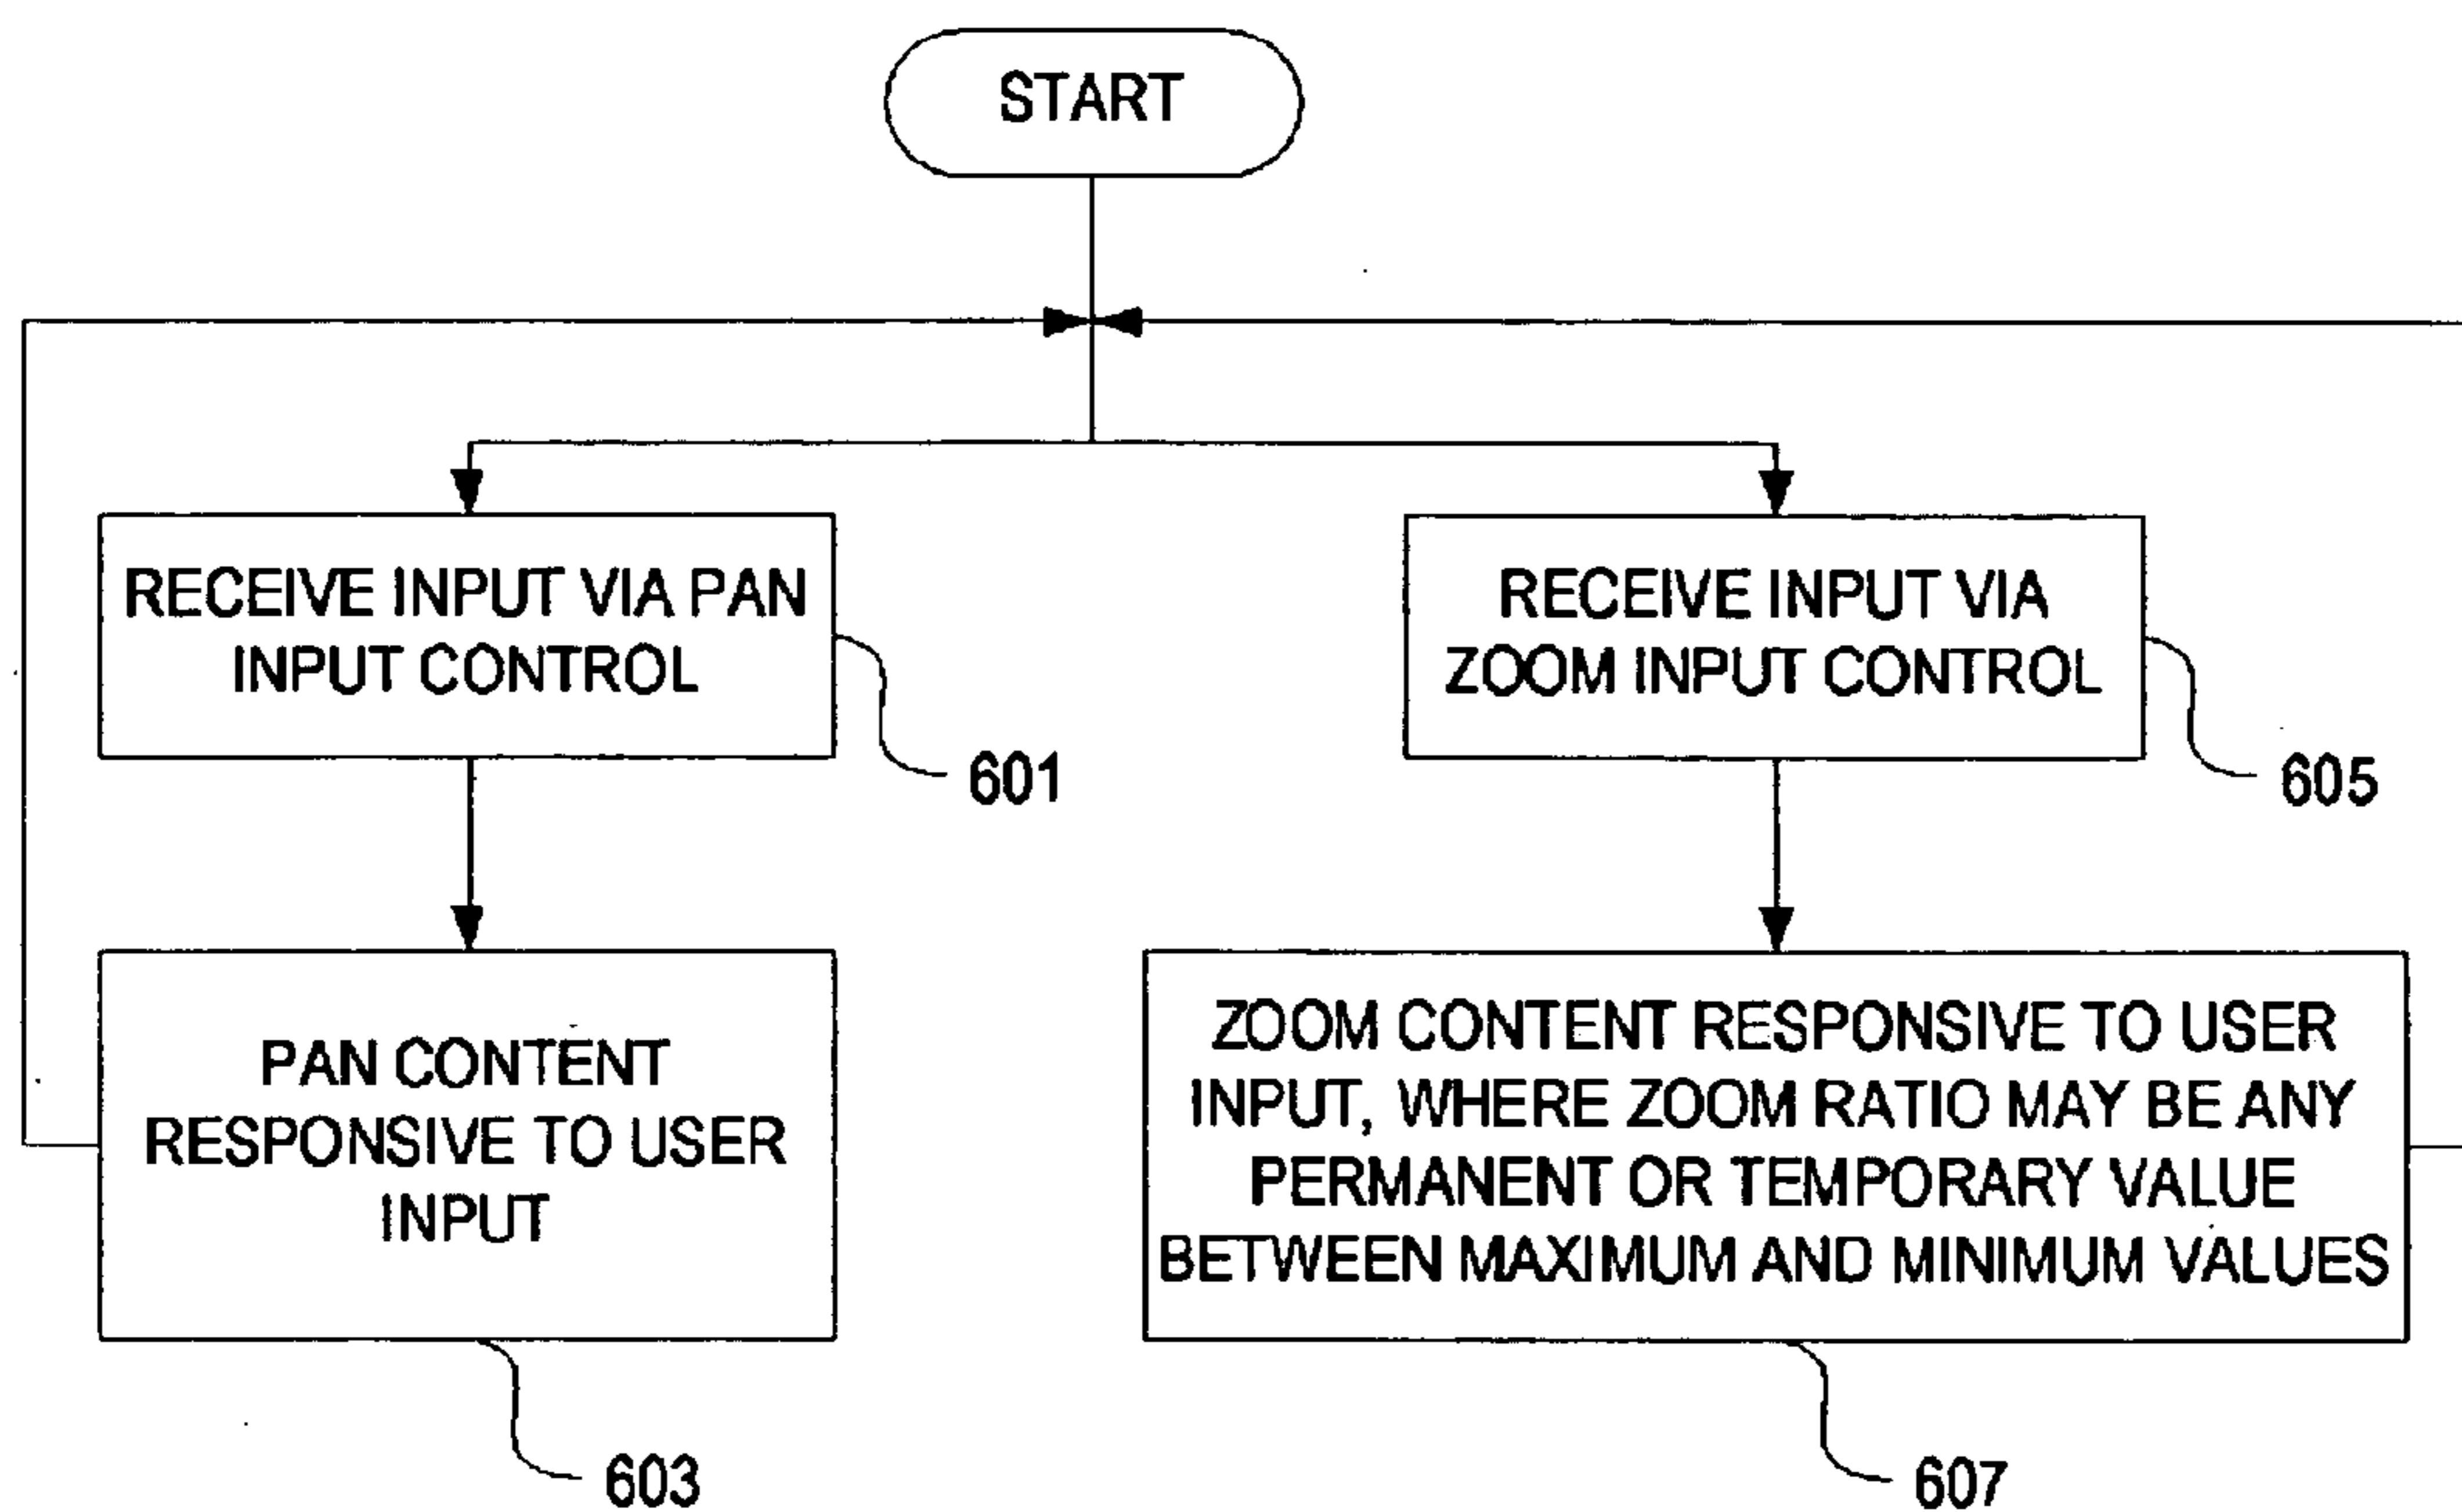 START
RECEIVE INPUT VIA PAN
INPUT CONTROL
601
RECEIVE INPUT VIA
ZOOM INPUT CONTROL
605
PAN CONTENT
RESPONSIVE TO USER
INPUT
603
ZOOM CONTENT RESPONSIVE TO USER
INPUT, WHERE ZOOM RATIO MAY BE ANY
PERMANENT OR TEMPORARY VALUE
BETWEEN MAXIMUM AND MINIMUM VALUES
607